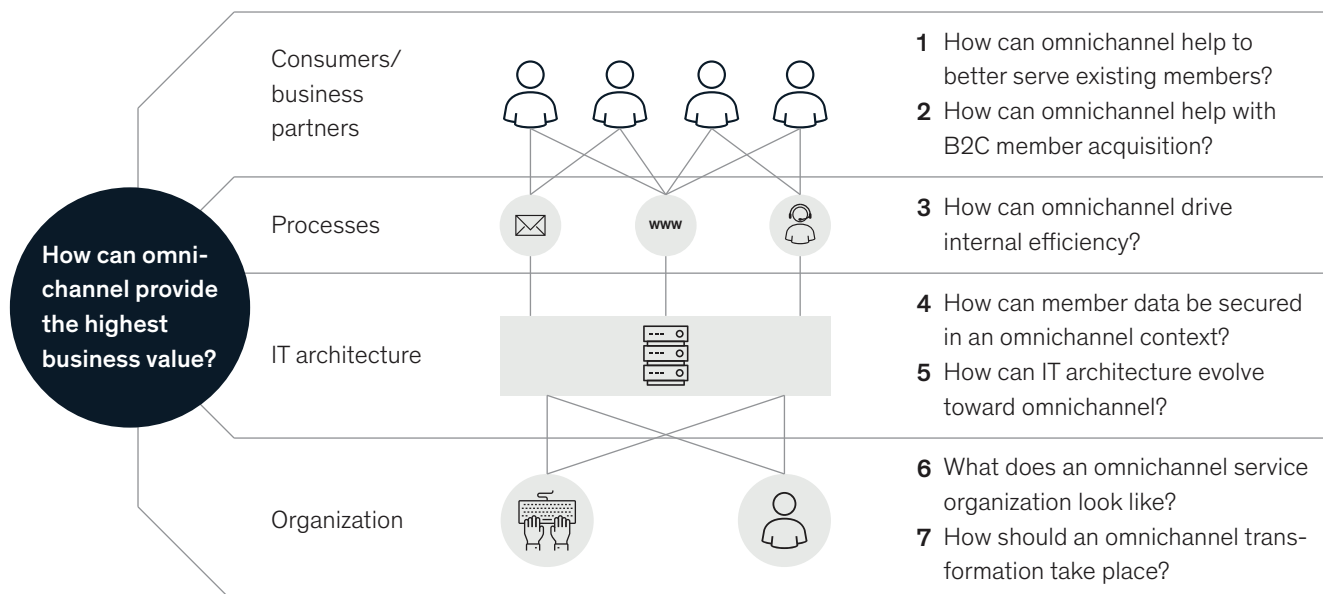 How can omni-
channel provide
the highest
business value?
Consumers/
business
partners
1 How can omnichannel help to
better serve existing members?
2 How can omnichannel help with
B2C member acquisition?
Processes
www
3 How can omnichannel drive
internal efficiency?
IT architecture
4 How can member data be secured
in an omnichannel context?
5 How can IT architecture evolve
toward omnichannel?
Organization
6 What does an omnichannel service
organization look like?
7 How should an omnichannel trans-
formation take place?